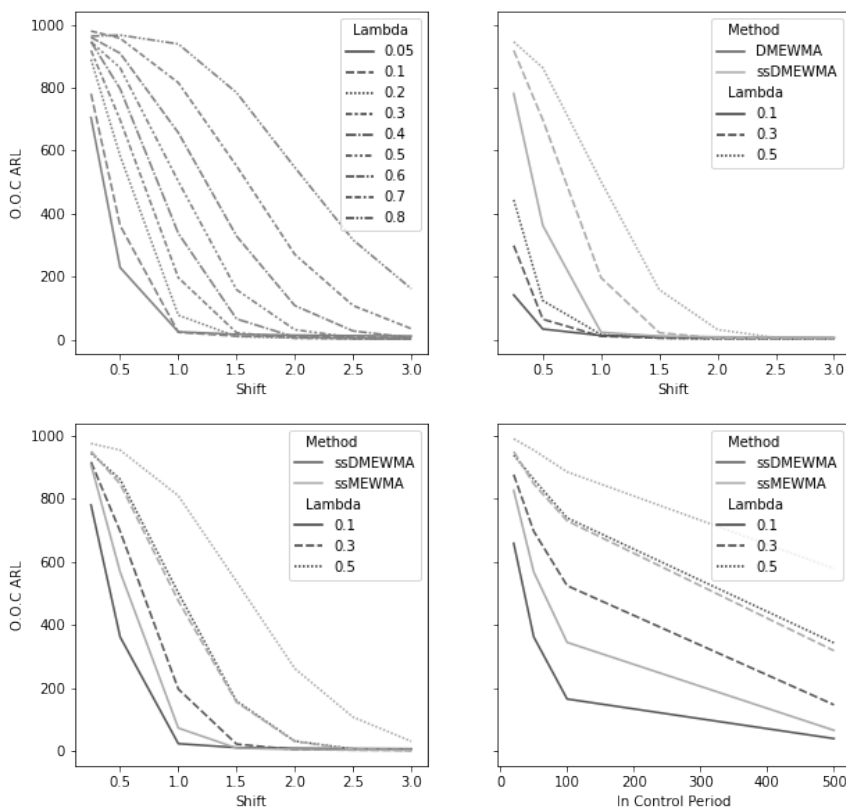 1000
800
600
400
200
0
O.O.C ARL
0.5 1.0 1.5 2.0 2.5 3.0
Shift
Lambda
0.05
0.1
0.2
0.3
0.4
0.5
0.6
0.7
0.8
0.5 1.0 1.5 2.0 2.5 3.0
Shift
Method
DMEWMA
ssDMEWMA
Lambda
0.1
0.3
0.5
1000
800
600
400
200
0
O.O.C ARL
0.5 1.0 1.5 2.0 2.5 3.0
Shift
Method
ssDMEWMA
ssMEWMA
Lambda
0.1
0.3
0.5
0 100 200 300 400 500
In Control Period
Method
ssDMEWMA
ssMEWMA
Lambda
0.1
0.3
0.5